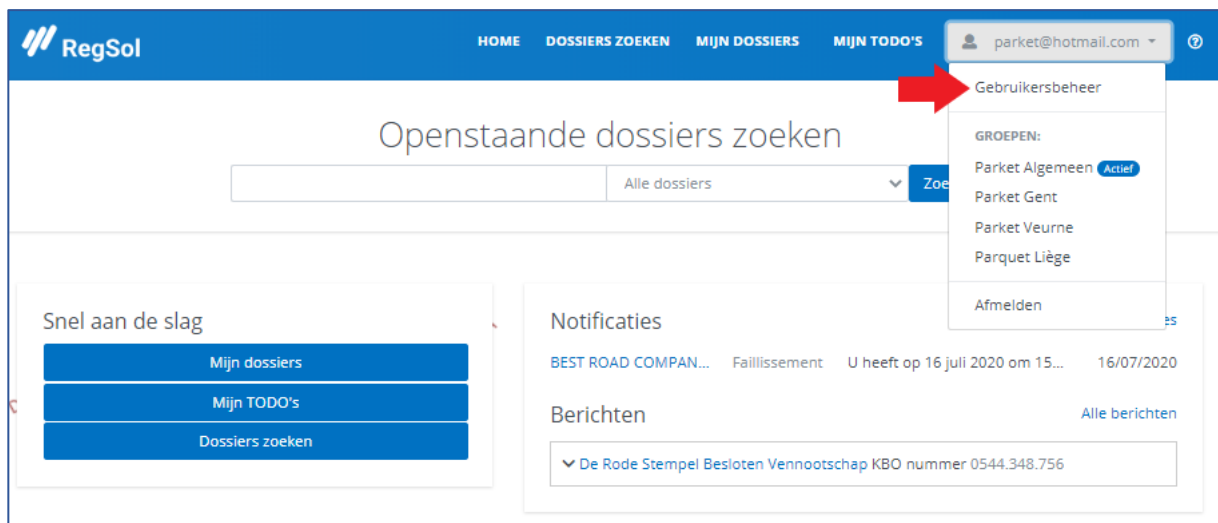 RegSol
HOME DOSSIERS ZOEKEN MIJN DOSSIERS MIJN TODO'S parket@hotmail.com
Gebruikersbeheer
GROEPEN:
Parket Algemeen Actief
Parket Gent
Parket Veurne
Parquet Liège
Afmelden
Openstaande dossiers zoeken
Alle dossiers Zoe
Snel aan de slag
Mijn dossiers
Mijn TODO's
Dossiers zoeken
Notificaties es
BEST ROAD COMPAN... Faillissement U heeft op 16 juli 2020 om 15... 16/07/2020
Berichten Alle berichten
De Rode Stempel Besloten Vennootschap KBO nummer 0544.348.756